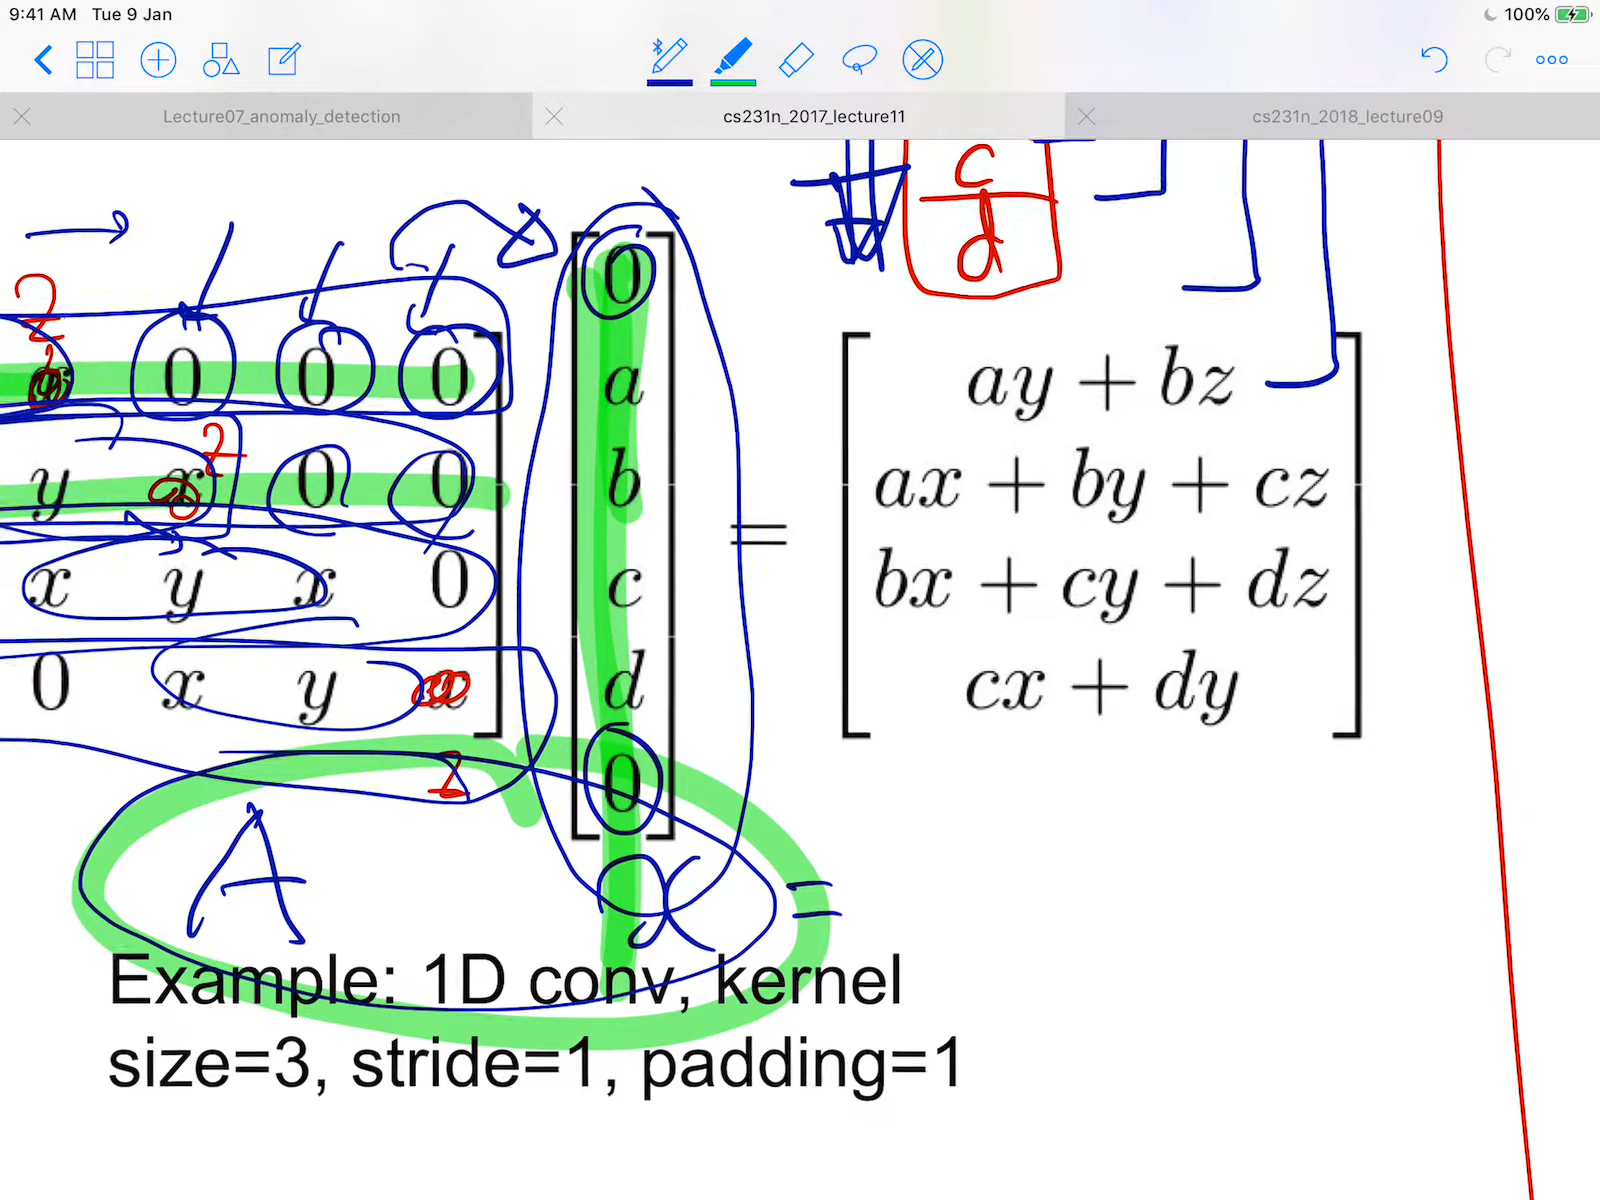 9:41 AM Tue 9 Jan 100%
Lecture07_anomaly_detection
cs231n_2017_lecture11
cs231n_2018_lecture09
c
d
z
0 0 0
y x 0 0
z
x y x 0
0 x y x
z
0
a
b
c
d
0
=
ay + bz
ax + by + cz
bx + cy + dz
cx + dy
A x =
Example: 1D conv, kernel
size=3, stride=1, padding=1